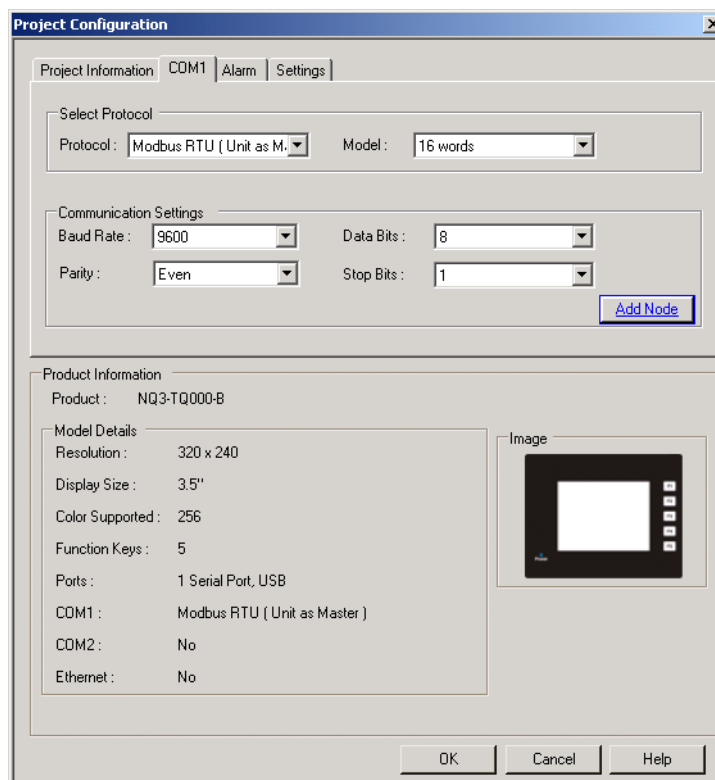 Project Configuration
Project Information COM1 Alarm Settings
Select Protocol
Protocol : Modbus RTU ( Unit as M. Model : 16 words
Communication Settings
Baud Rate : 9600 Data Bits : 8
Parity : Even Stop Bits : 1
Add Node
Product Information
Product : NQ3-TQ000-B
Model Details
Image
Resolution : 320 x 240
Display Size : 3.5''
Color Supported : 256
Function Keys : 5
Ports : 1 Serial Port, USB
COM1 : Modbus RTU ( Unit as Master )
COM2 : No
Ethernet : No
OK Cancel Help